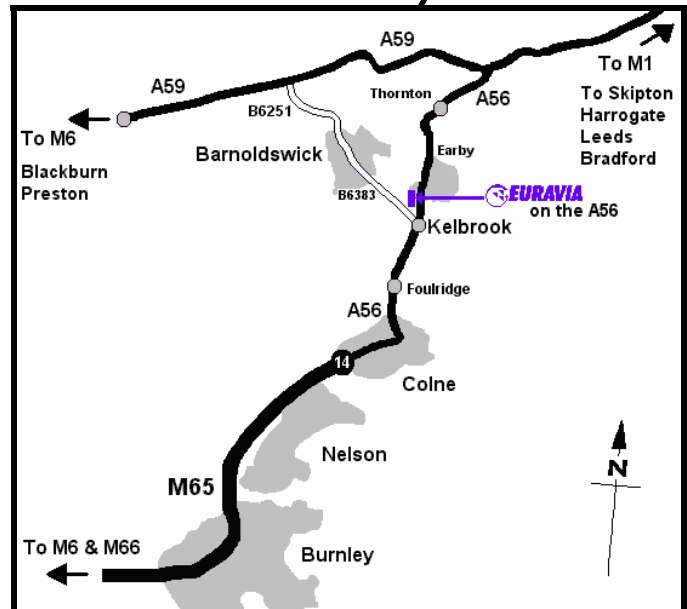 A59
A59
To M1
Thornton
A56
To Skipton
Harrogate
Leeds
Bradford
B6251
To M6
Blackburn
Preston
Barnoldswick
Earby
B6383
EURAVIA
on the A56
Kelbrook
Foulridge
A56
14
Colne
Nelson
M65
N
To M6 & M66
Burnley